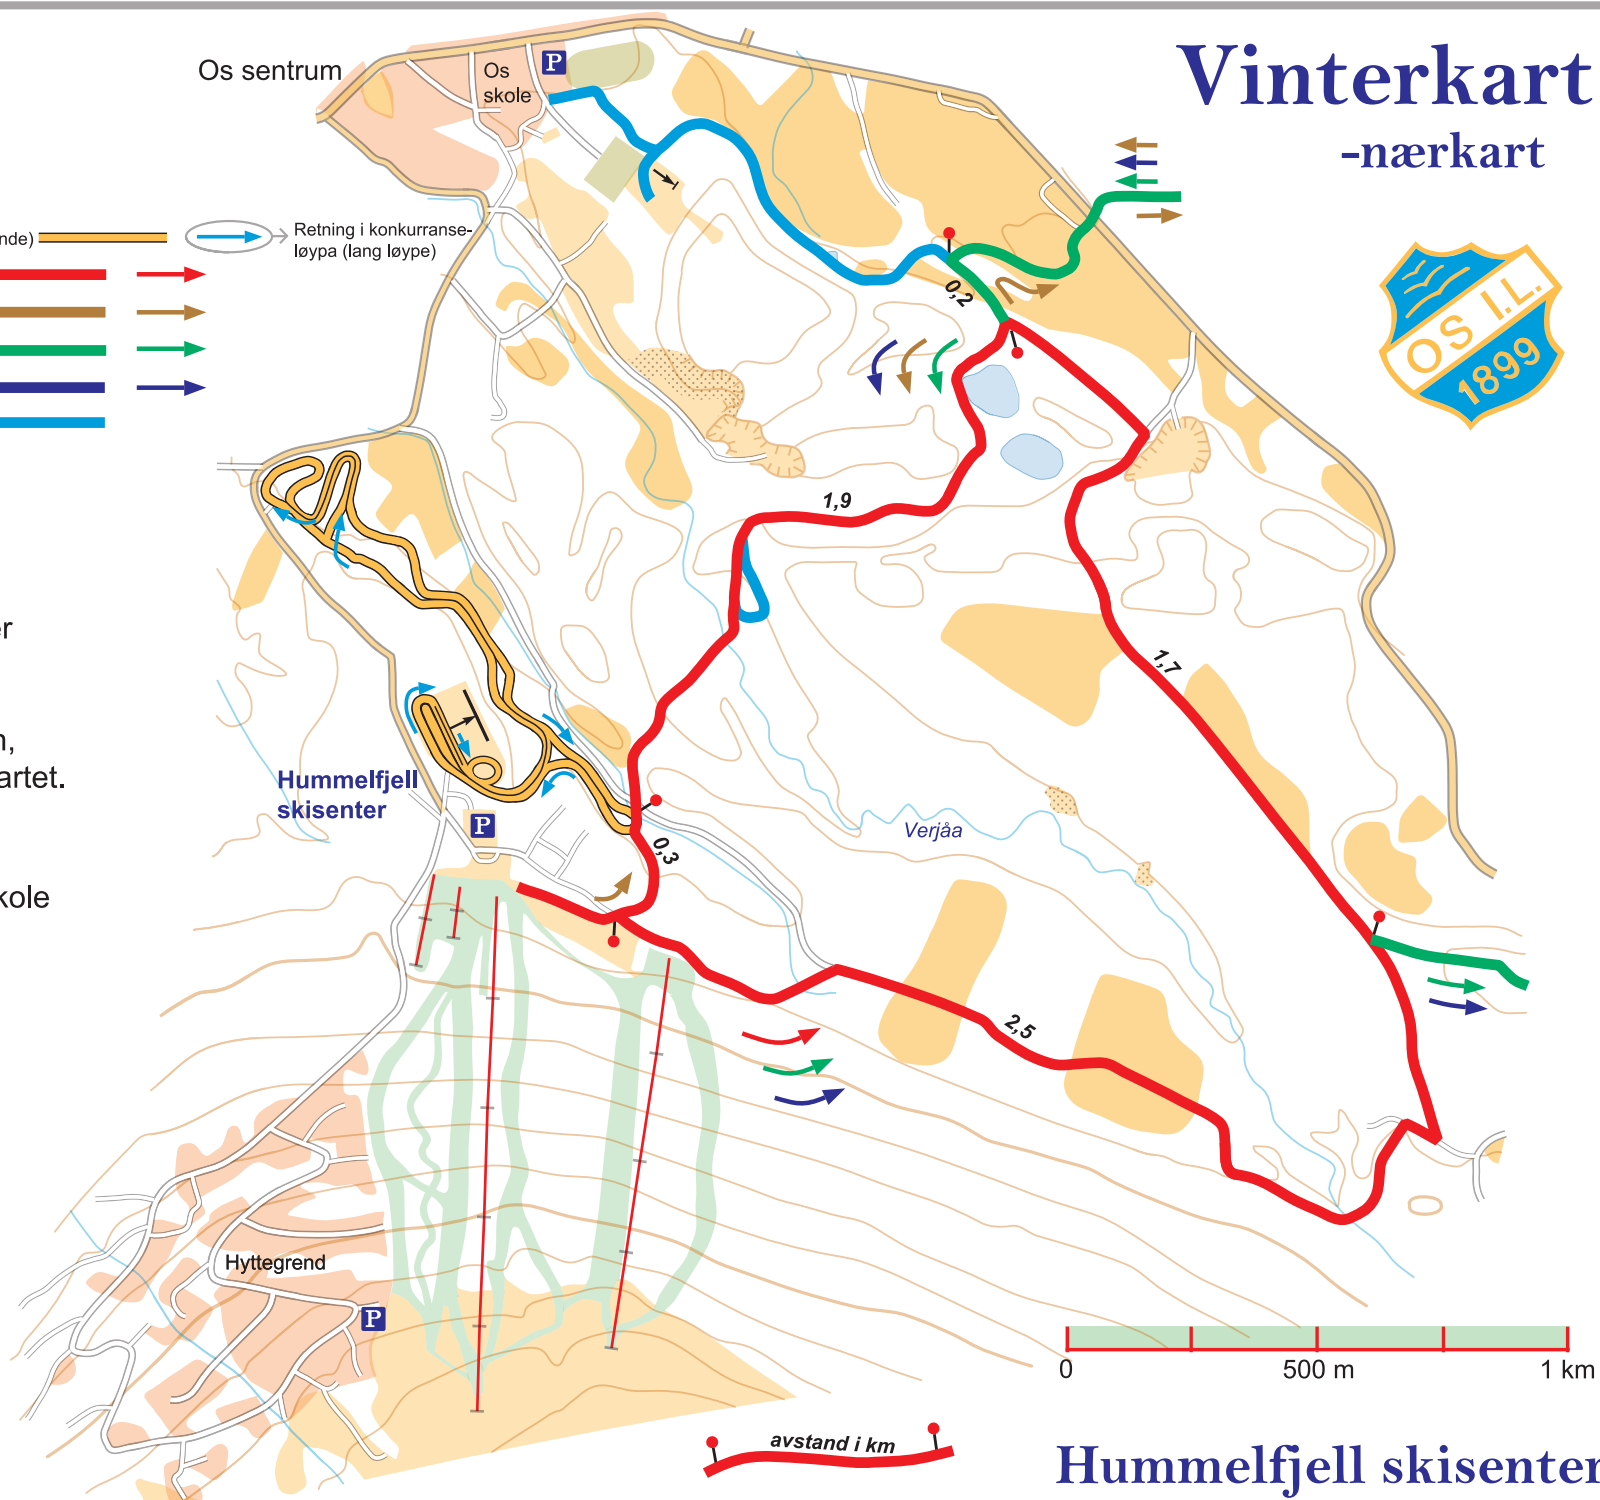 Vinterkart
-nærkart
Os sentrum
Os
skole
P
nde)
Retning i konkurranse-
løypa (lang løype)
OS I.L.
1899
0,2
1,9
1,7
er
n,
artet.
Hummelfjell
skisenter
P
0,3
Verjåa
kole
2,5
Hyttegrend
P
0
500 m
1 km
avstand i km
Hummelfjell skisenter